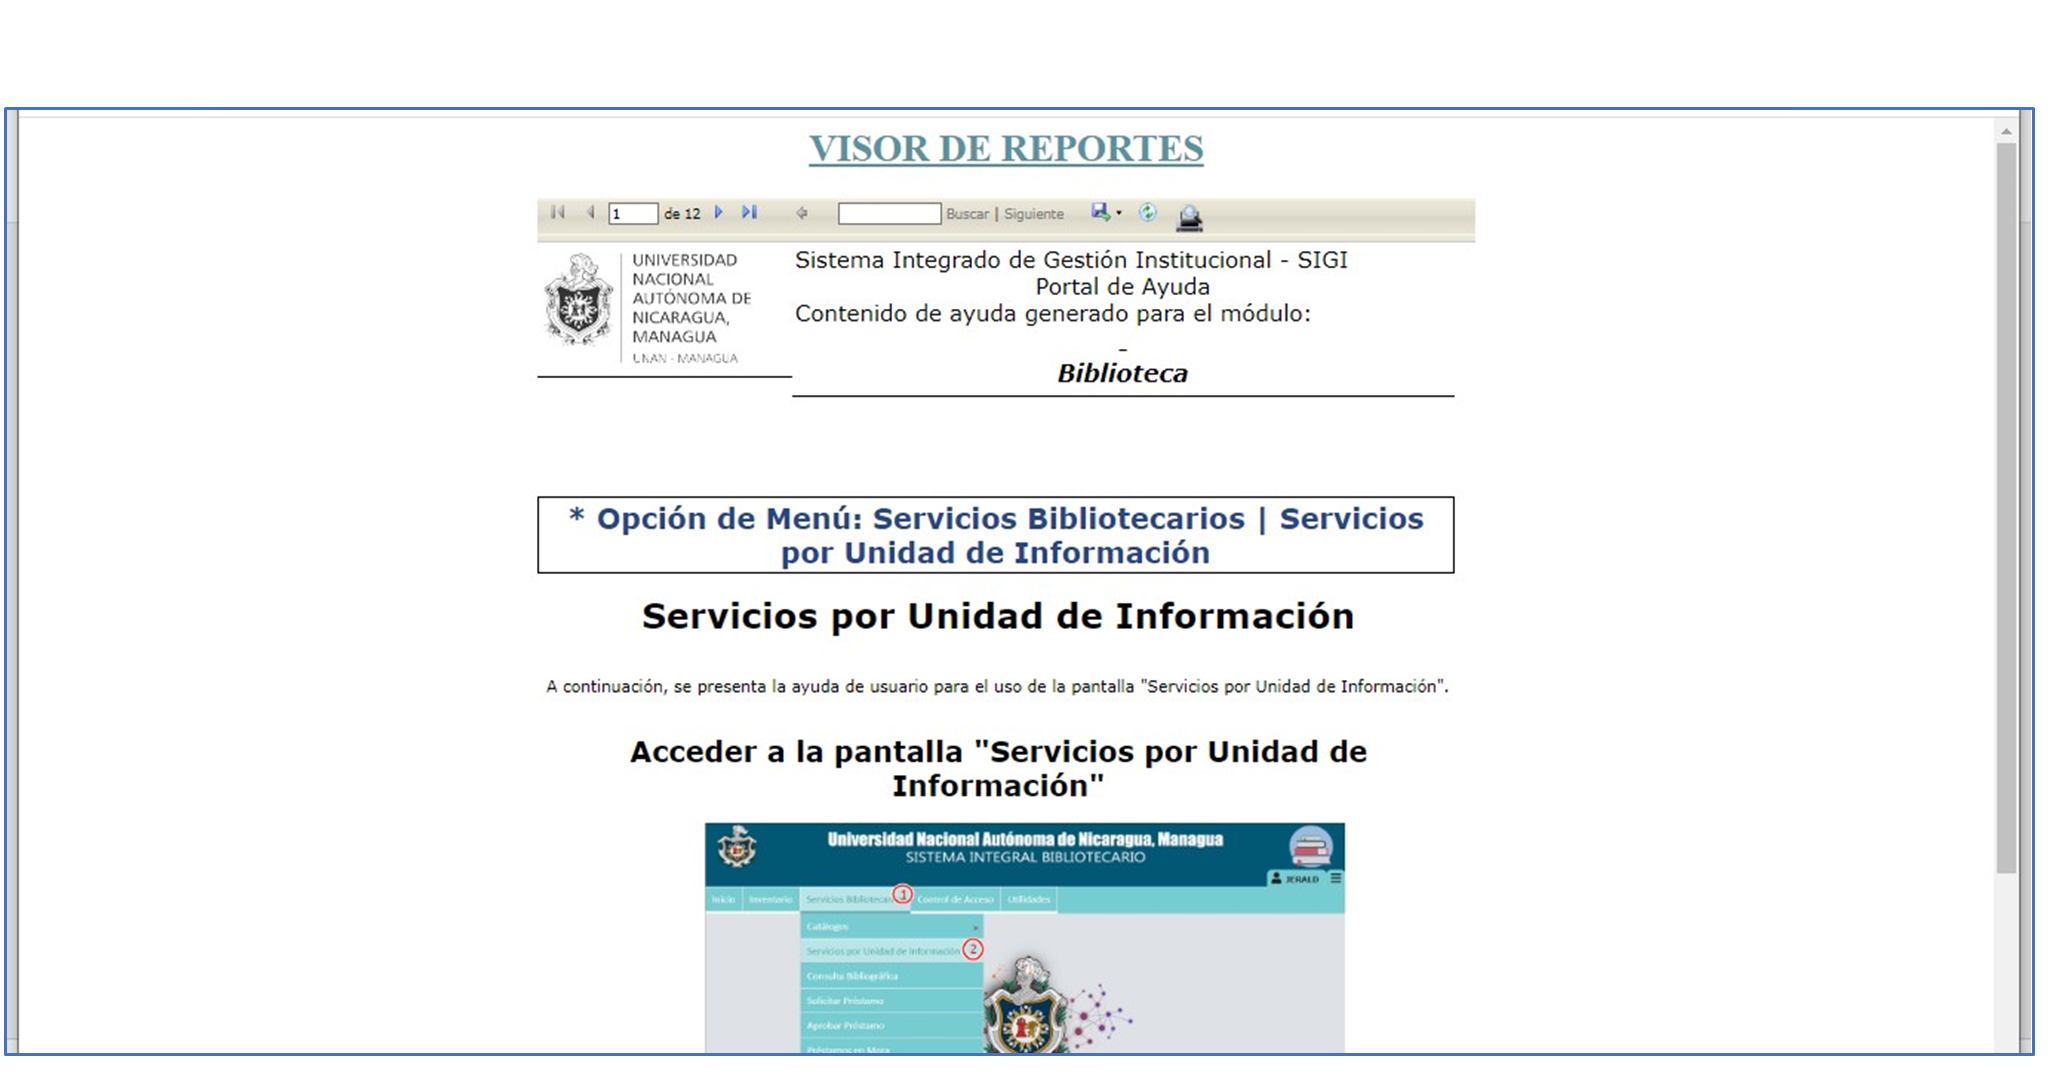 VISOR DE REPORTES
1 de 12 Buscar | Siguiente
UNIVERSIDAD
NACIONAL
AUTÓNOMA DE
NICARAGUA,
MANAGUA
UNAN - MANAGUA
Sistema Integrado de Gestión Institucional - SIGI
Portal de Ayuda
Contenido de ayuda generado para el módulo:
-
Biblioteca
* Opción de Menú: Servicios Bibliotecarios | Servicios
por Unidad de Información
Servicios por Unidad de Información
A continuación, se presenta la ayuda de usuario para el uso de la pantalla "Servicios por Unidad de Información".
Acceder a la pantalla "Servicios por Unidad de
Información"
Universidad Nacional Autónoma de Nicaragua, Managua
SISTEMA INTEGRAL BIBLIOTECARIO
JERALD
Inicio Inventario Servicios 1 Control de Acceso Utilidades
Catálogos
Servicios por Unidad de Información 2
Consulta Bibliográfica
Solicitar Préstamo
Aprobar Préstamo
Préstamos en Mora